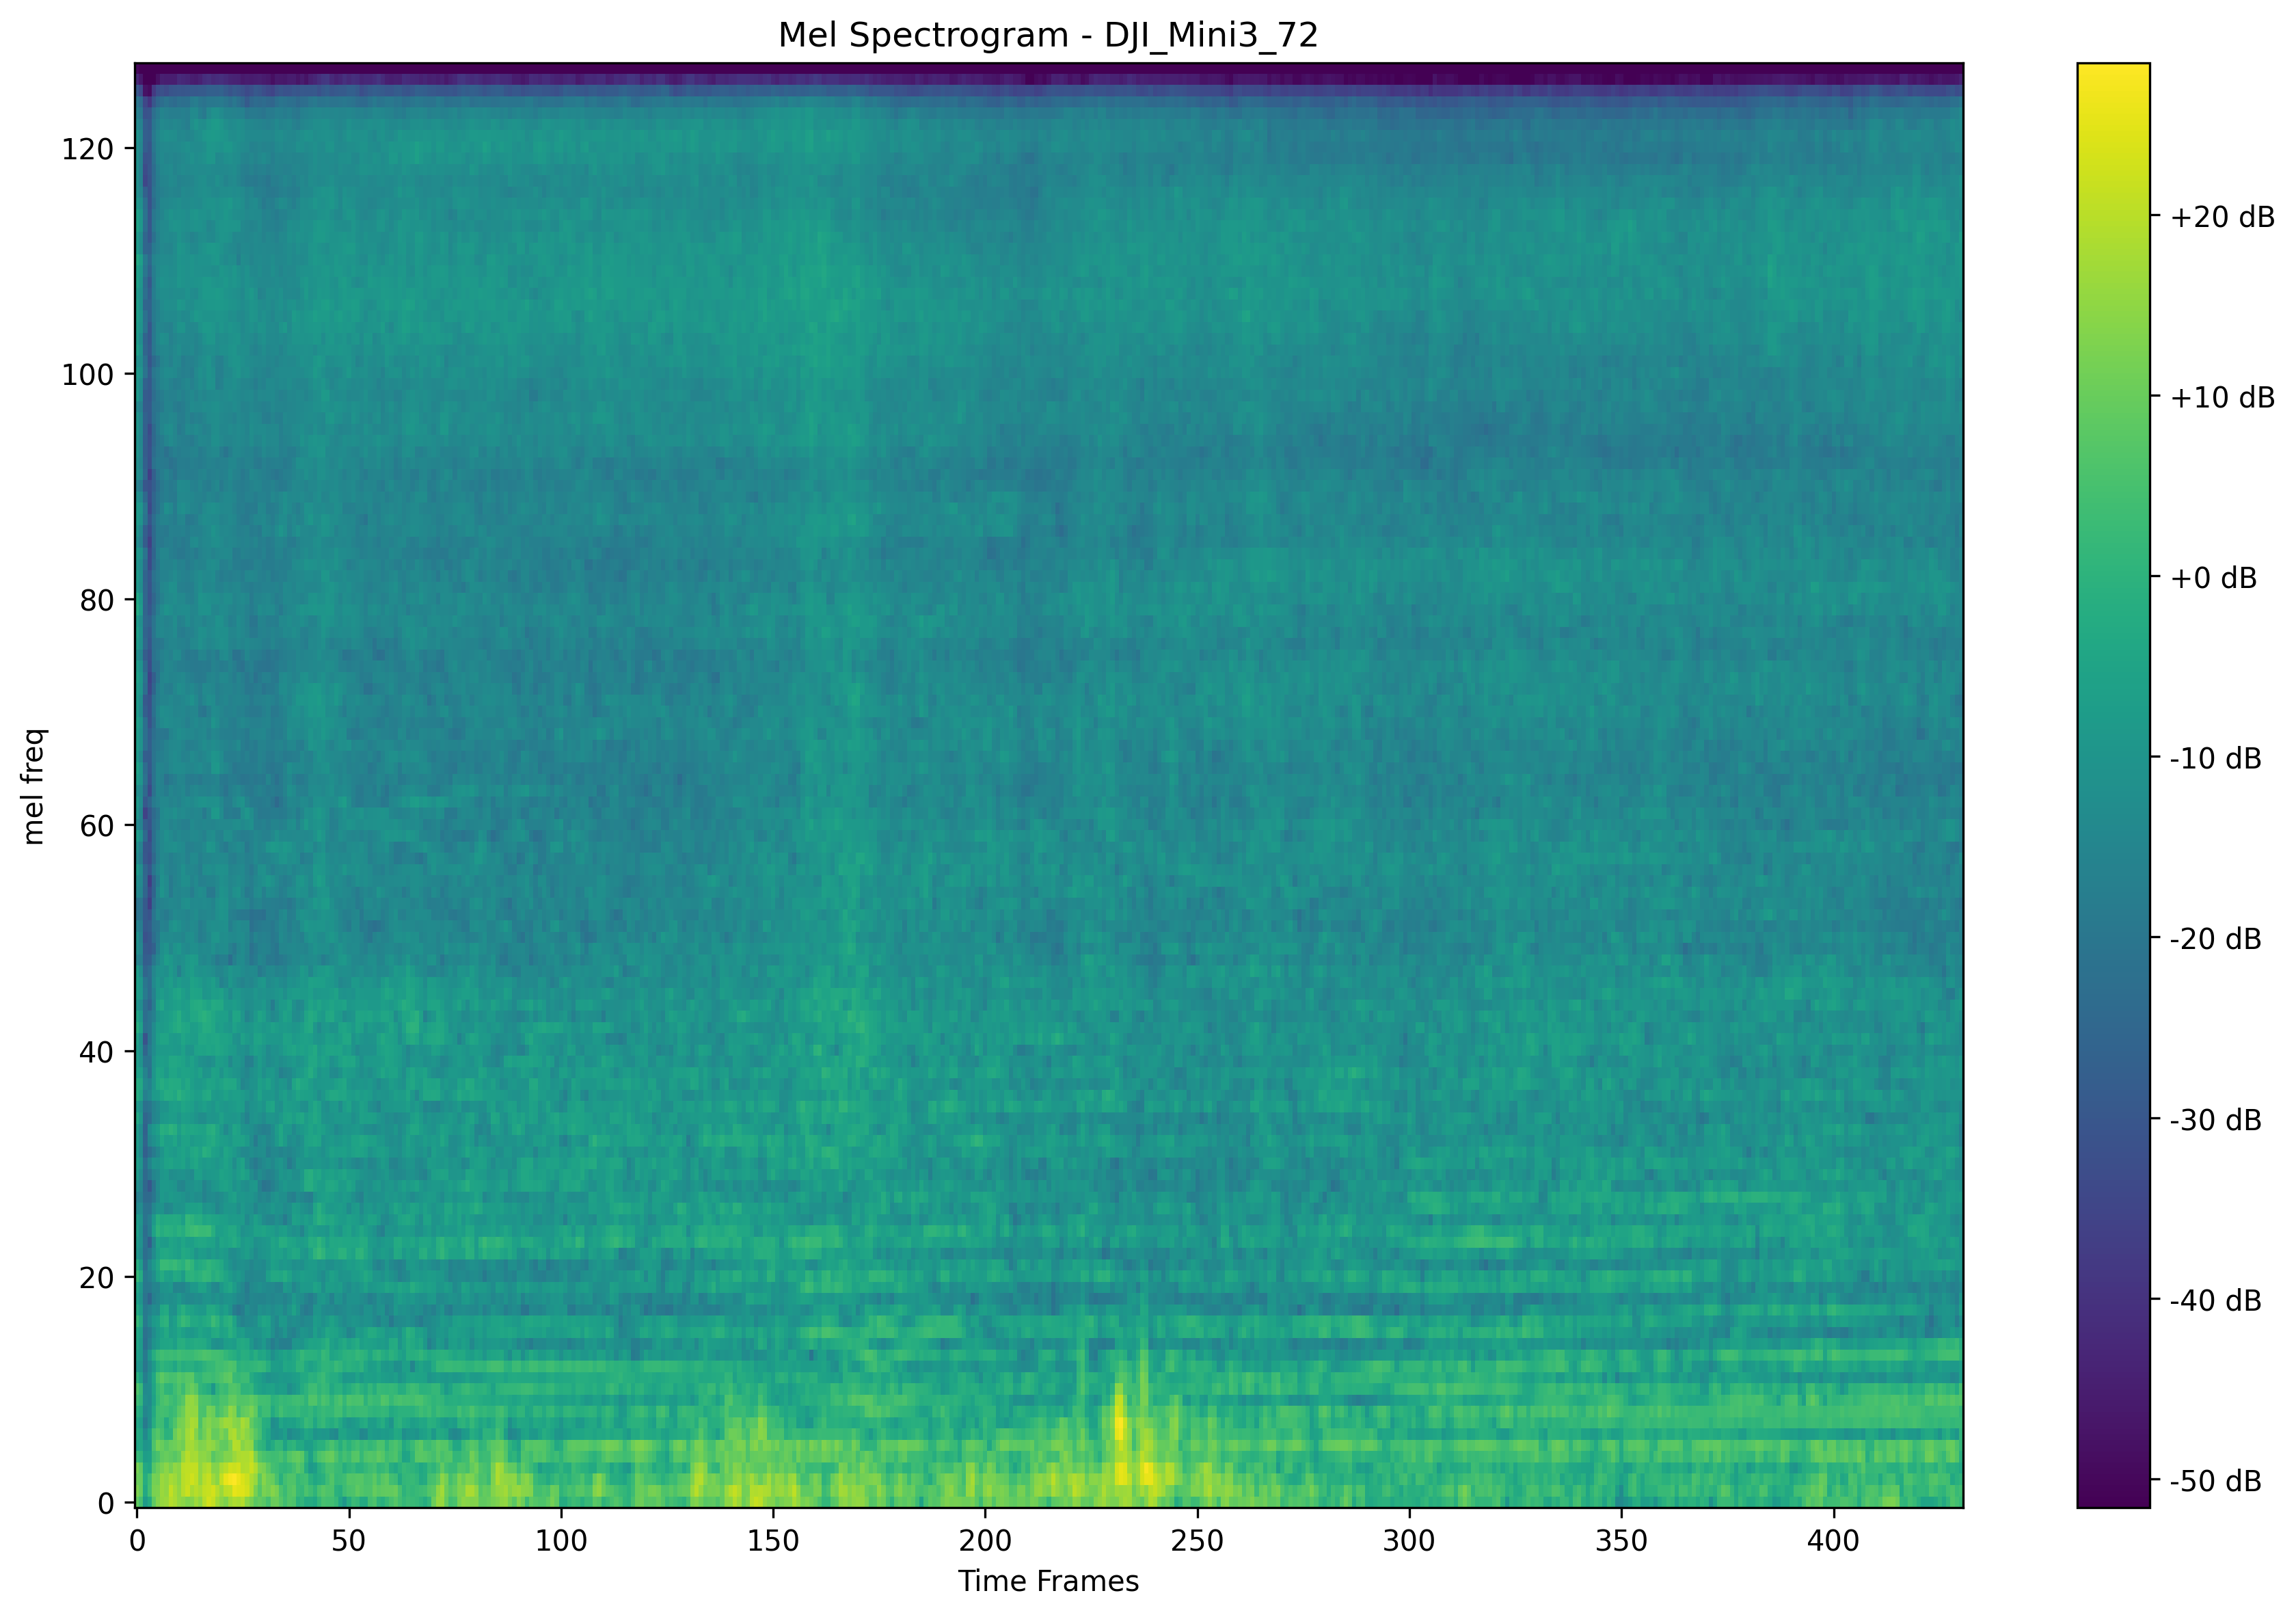 Mel Spectrogram - DJI_Mini3_72
mel freq
120
100
80
60
40
20
0
0 50 100 150 200 250 300 350 400
Time Frames
+20 dB
+10 dB
+0 dB
-10 dB
-20 dB
-30 dB
-40 dB
-50 dB